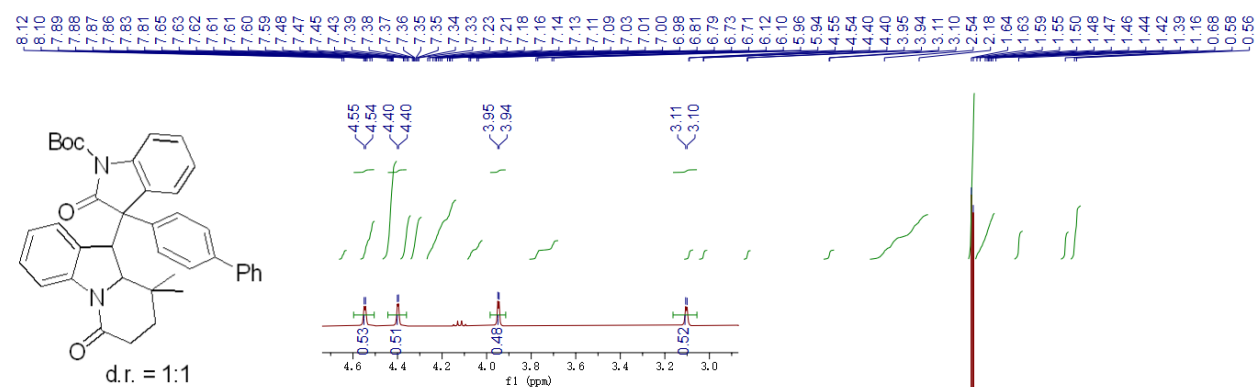 8.12 8.10 7.89 7.88 7.87 7.86 7.83 7.81 7.65 7.63 7.62 7.61 7.61 7.60 7.59 7.48 7.47 7.45 7.43 7.39 7.38 7.37 7.36 7.35 7.35 7.34 7.33 7.23 7.21 7.18 7.16 7.14 7.13 7.11 7.09 7.03 7.01 7.00 6.98 6.81 6.79 6.73 6.71 6.12 6.10 5.96 5.94 4.55 4.54 4.40 4.40 3.95 3.94 3.11 3.10 2.54 2.18 1.64 1.63 1.59 1.55 1.50 1.48 1.47 1.46 1.44 1.42 1.39 1.16 0.68 0.58 0.56
4.55 4.54 4.40 4.40 3.95 3.94 3.11 3.10
Boc
N
O
Ph
N
O
d.r. = 1:1
0.53 0.51 0.48 0.52
4.6 4.4 4.2 4.0 3.8 3.6 3.4 3.2 3.0
f1 (ppm)